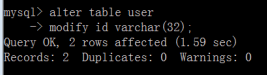 mysql> alter table user
    -> modify id varchar(32);
Query OK, 2 rows affected (1.59 sec)
Records: 2  Duplicates: 0  Warnings: 0